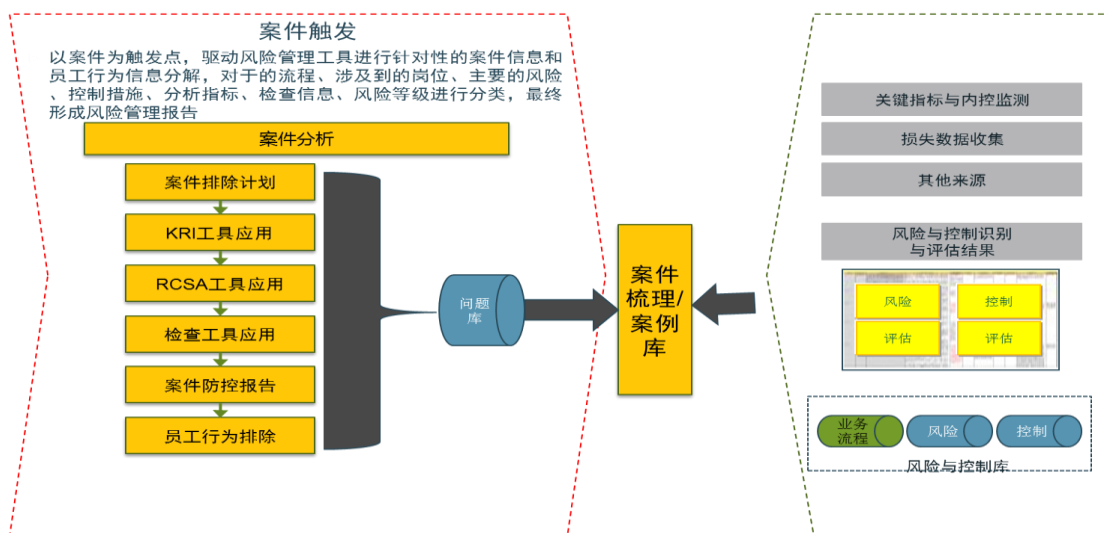 案件触发
以案件为触发点，驱动风险管理工具进行针对性的案件信息和
员工行为信息分解，对于的流程、涉及到的岗位、主要的风险
、控制措施、分析指标、检查信息、风险等级进行分类，最终
形成风险管理报告
案件分析
案件排除计划
KRI工具应用
RCSA工具应用
检查工具应用
案件防控报告
员工行为排除
问题
库
案件
梳理/
案例
库
关键指标与内控监测
损失数据收集
其他来源
风险与控制识别
与评估结果
风险
控制
评估
评估
业务
流程
风险
控制
风险与控制库